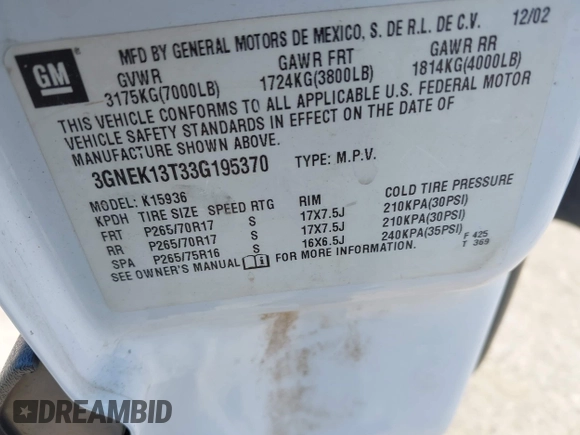 GM
MFD BY GENERAL MOTORS DE MEXICO, S. DE R.L. DE C.V. 12/02
GVWR GAWR FRT GAWR RR
3175KG(7000LB) 1724KG(3800LB) 1814KG(4000LB)
THIS VEHICLE CONFORMS TO ALL APPLICABLE U.S. FEDERAL MOTOR
VEHICLE SAFETY STANDARDS IN EFFECT ON THE DATE OF
MANUFACTURE SHOWN ABOVE.
3GNEK13T33G195370 TYPE: M.P.V.
MODEL: K15936
KPDH TIRE SIZE SPEED RTG RIM COLD TIRE PRESSURE
FRT P265/70R17 S 17X7.5J 210KPA(30PSI)
RR P265/70R17 S 17X7.5J 210KPA(30PSI)
SPA P265/75R16 S 16X6.5J 240KPA(35PSI)
SEE OWNER'S MANUAL FOR MORE INFORMATION
F 425
T 369
DREAMBID